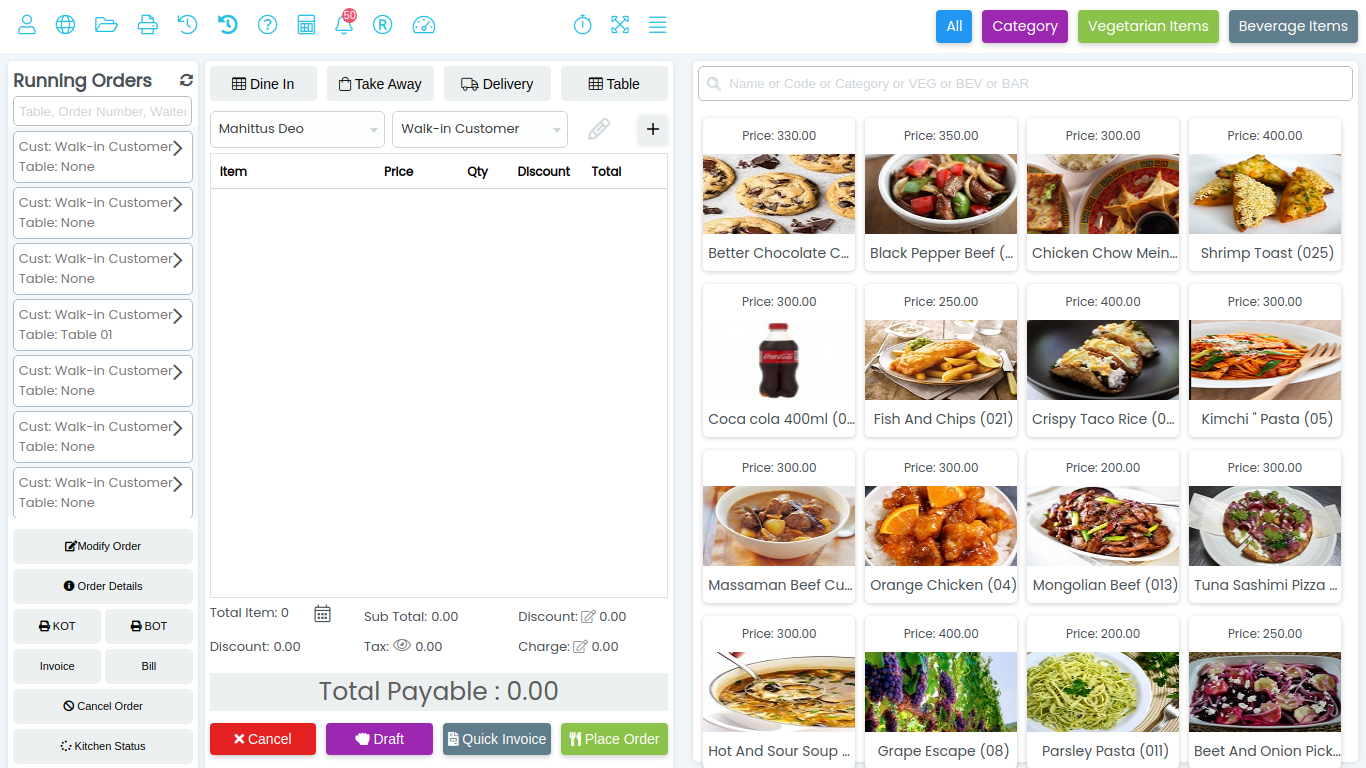 50
R
All
Category
Vegetarian Items
Beverage Items
Running Orders
Table, Order Number, Waiter
Cust: Walk-in Customer
Table: None
Cust: Walk-in Customer
Table: None
Cust: Walk-in Customer
Table: None
Cust: Walk-in Customer
Table: Table 01
Cust: Walk-in Customer
Table: None
Cust: Walk-in Customer
Table: None
Cust: Walk-in Customer
Table: None
Modify Order
Order Details
KOT
BOT
Invoice
Bill
Cancel Order
Kitchen Status
Dine In
Take Away
Delivery
Table
Mahittus Deo
Walk-In Customer
Item Price Qty Discount Total
Total Item: 0
Sub Total: 0.00
Discount: 0.00
Discount: 0.00
Tax: 0.00
Charge: 0.00
Total Payable : 0.00
Cancel
Draft
Quick Invoice
Place Order
Name or Code or Category or VEG or BEV or BAR
Price: 330.00
Better Chocolate C...
Price: 350.00
Black Pepper Beef (...
Price: 300.00
Chicken Chow Mein...
Price: 400.00
Shrimp Toast (025)
Price: 300.00
Coca-Cola
Coca cola 400ml (0...
Price: 250.00
Fish And Chips (021)
Price: 400.00
Crispy Taco Rice (0...
Price: 300.00
Kimchi " Pasta (05)
Price: 300.00
Massaman Beef Cu...
Price: 300.00
Orange Chicken (04)
Price: 200.00
Mongolian Beef (013)
Price: 300.00
Tuna Sashimi Pizza ...
Price: 300.00
Hot And Sour Soup ...
Price: 400.00
Grape Escape (08)
Price: 200.00
Parsley Pasta (011)
Price: 250.00
Beet And Onion Pick...